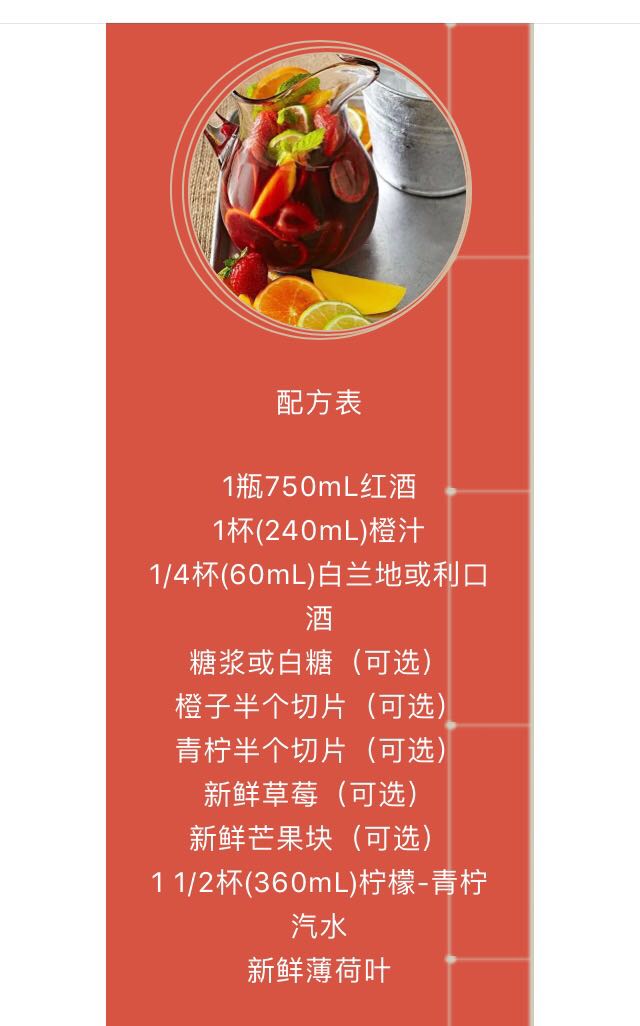 配方表
1瓶750mL红酒
1杯(240mL)橙汁
1/4杯(60mL)白兰地或利口
酒
糖浆或白糖（可选）
橙子半个切片（可选）
青柠半个切片（可选）
新鲜草莓（可选）
新鲜芒果块（可选）
1 1/2杯(360mL)柠檬-青柠
汽水
新鲜薄荷叶